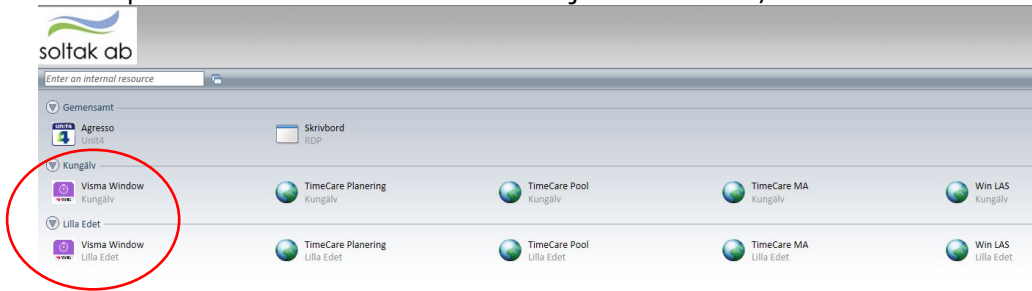 soltak ab
Enter an internal resource
Gemensamt
Agresso
Unit4
Skrivbord
RDP
Kungälv
Visma Window
Kungälv
TimeCare Planering
Kungälv
TimeCare Pool
Kungälv
TimeCare MA
Kungälv
Win LAS
Kungälv
Lilla Edet
Visma Window
Lilla Edet
TimeCare Planering
Lilla Edet
TimeCare Pool
Lilla Edet
TimeCare MA
Lilla Edet
Win LAS
Lilla Edet